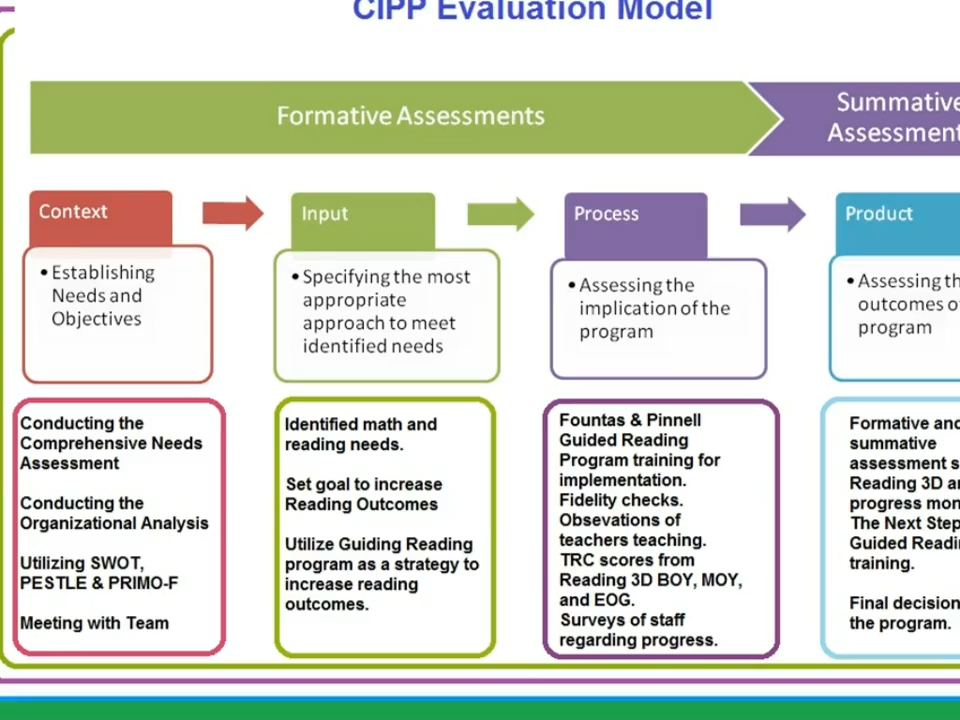 CIPP Evaluation Model
Formative Assessments
Summative
Assessment
Context
Input
Process
Product
• Establishing
Needs and
Objectives
• Specifying the most
appropriate
approach to meet
identified needs
• Assessing the
implication of the
program
• Assessing th
outcomes o
program
Conducting the
Comprehensive Needs
Assessment
Conducting the
Organizational Analysis
Utilizing SWOT,
PESTLE & PRIMO-F
Meeting with Team
Identified math and
reading needs.
Set goal to increase
Reading Outcomes
Utilize Guiding Reading
program as a strategy to
increase reading
outcomes.
Fountas & Pinnell
Guided Reading
Program training for
implementation.
Fidelity checks.
Obsevations of
teachers teaching.
TRC scores from
Reading 3D BOY, MOY,
and EOG.
Surveys of staff
regarding progress.
Formative and
summative
assessment s
Reading 3D an
progress mon
The Next Step
Guided Readi
training.
Final decision
the program.